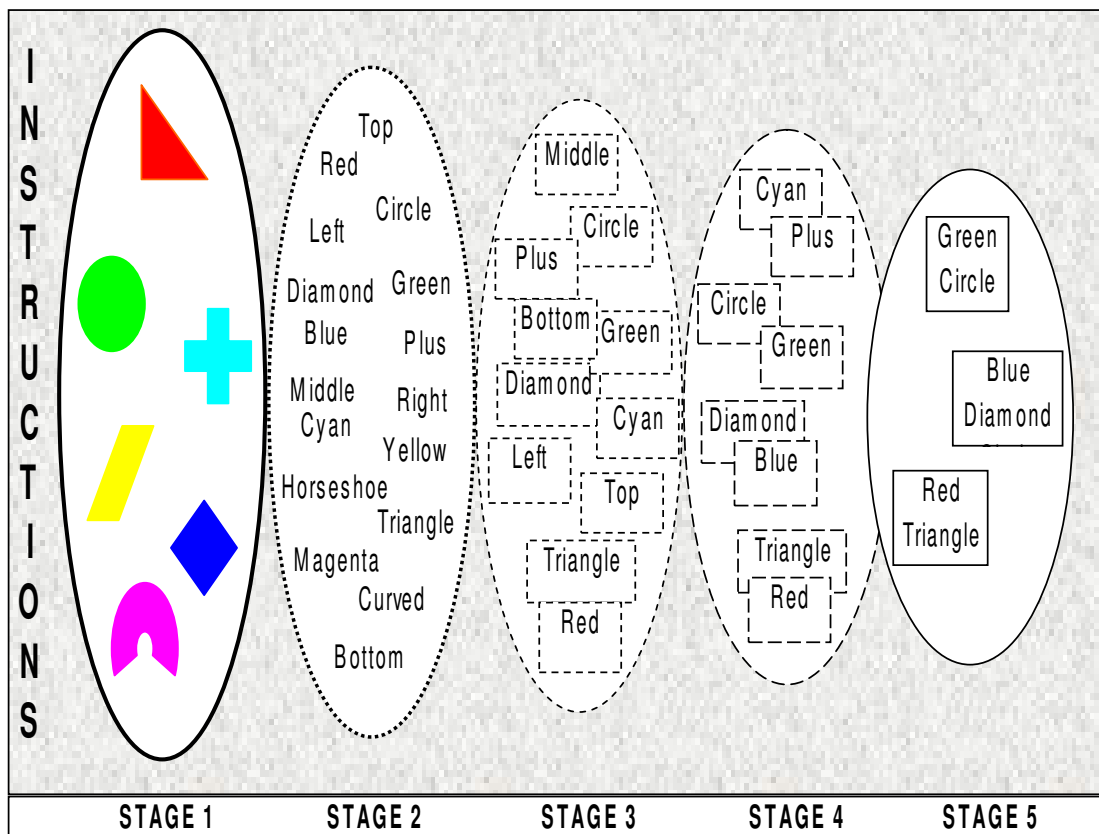 INSTRUCTIONS
Top
Red
Circle
Left
Diamond
Green
Blue
Plus
Middle
Right
Cyan
Yellow
Horseshoe
Triangle
Magenta
Curved
Bottom
Middle
Circle
Plus
Bottom
Green
Diamond
Cyan
Left
Top
Triangle
Red
Cyan
Plus
Circle
Green
Diamond
Blue
Triangle
Red
Green
Circle
Blue
Diamond
Red
Triangle
STAGE 1
STAGE 2
STAGE 3
STAGE 4
STAGE 5